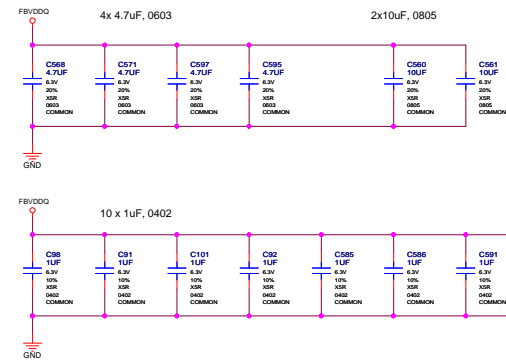 FBVDDQ
4x 4.7uF, 0603
2x10uF, 0805
C568
4.7UF
6.3V
20%
X5R
0603
COMMON
C571
4.7UF
6.3V
20%
X5R
0603
COMMON
C597
4.7UF
6.3V
20%
X5R
0603
COMMON
C595
4.7UF
6.3V
20%
X5R
0603
COMMON
C560
10UF
6.3V
20%
X5R
0805
COMMON
C561
10UF
6.3V
20%
X5R
0805
COMMON
GND
FBVDDQ
10 x 1uF, 0402
C98
1UF
6.3V
10%
X5R
0402
COMMON
C91
1UF
6.3V
10%
X5R
0402
COMMON
C101
1UF
6.3V
10%
X5R
0402
COMMON
C92
1UF
6.3V
10%
X5R
0402
COMMON
C585
1UF
6.3V
10%
X5R
0402
COMMON
C586
1UF
6.3V
10%
X5R
0402
COMMON
C591
1UF
6.3V
10%
X5R
0402
COMMON
GND